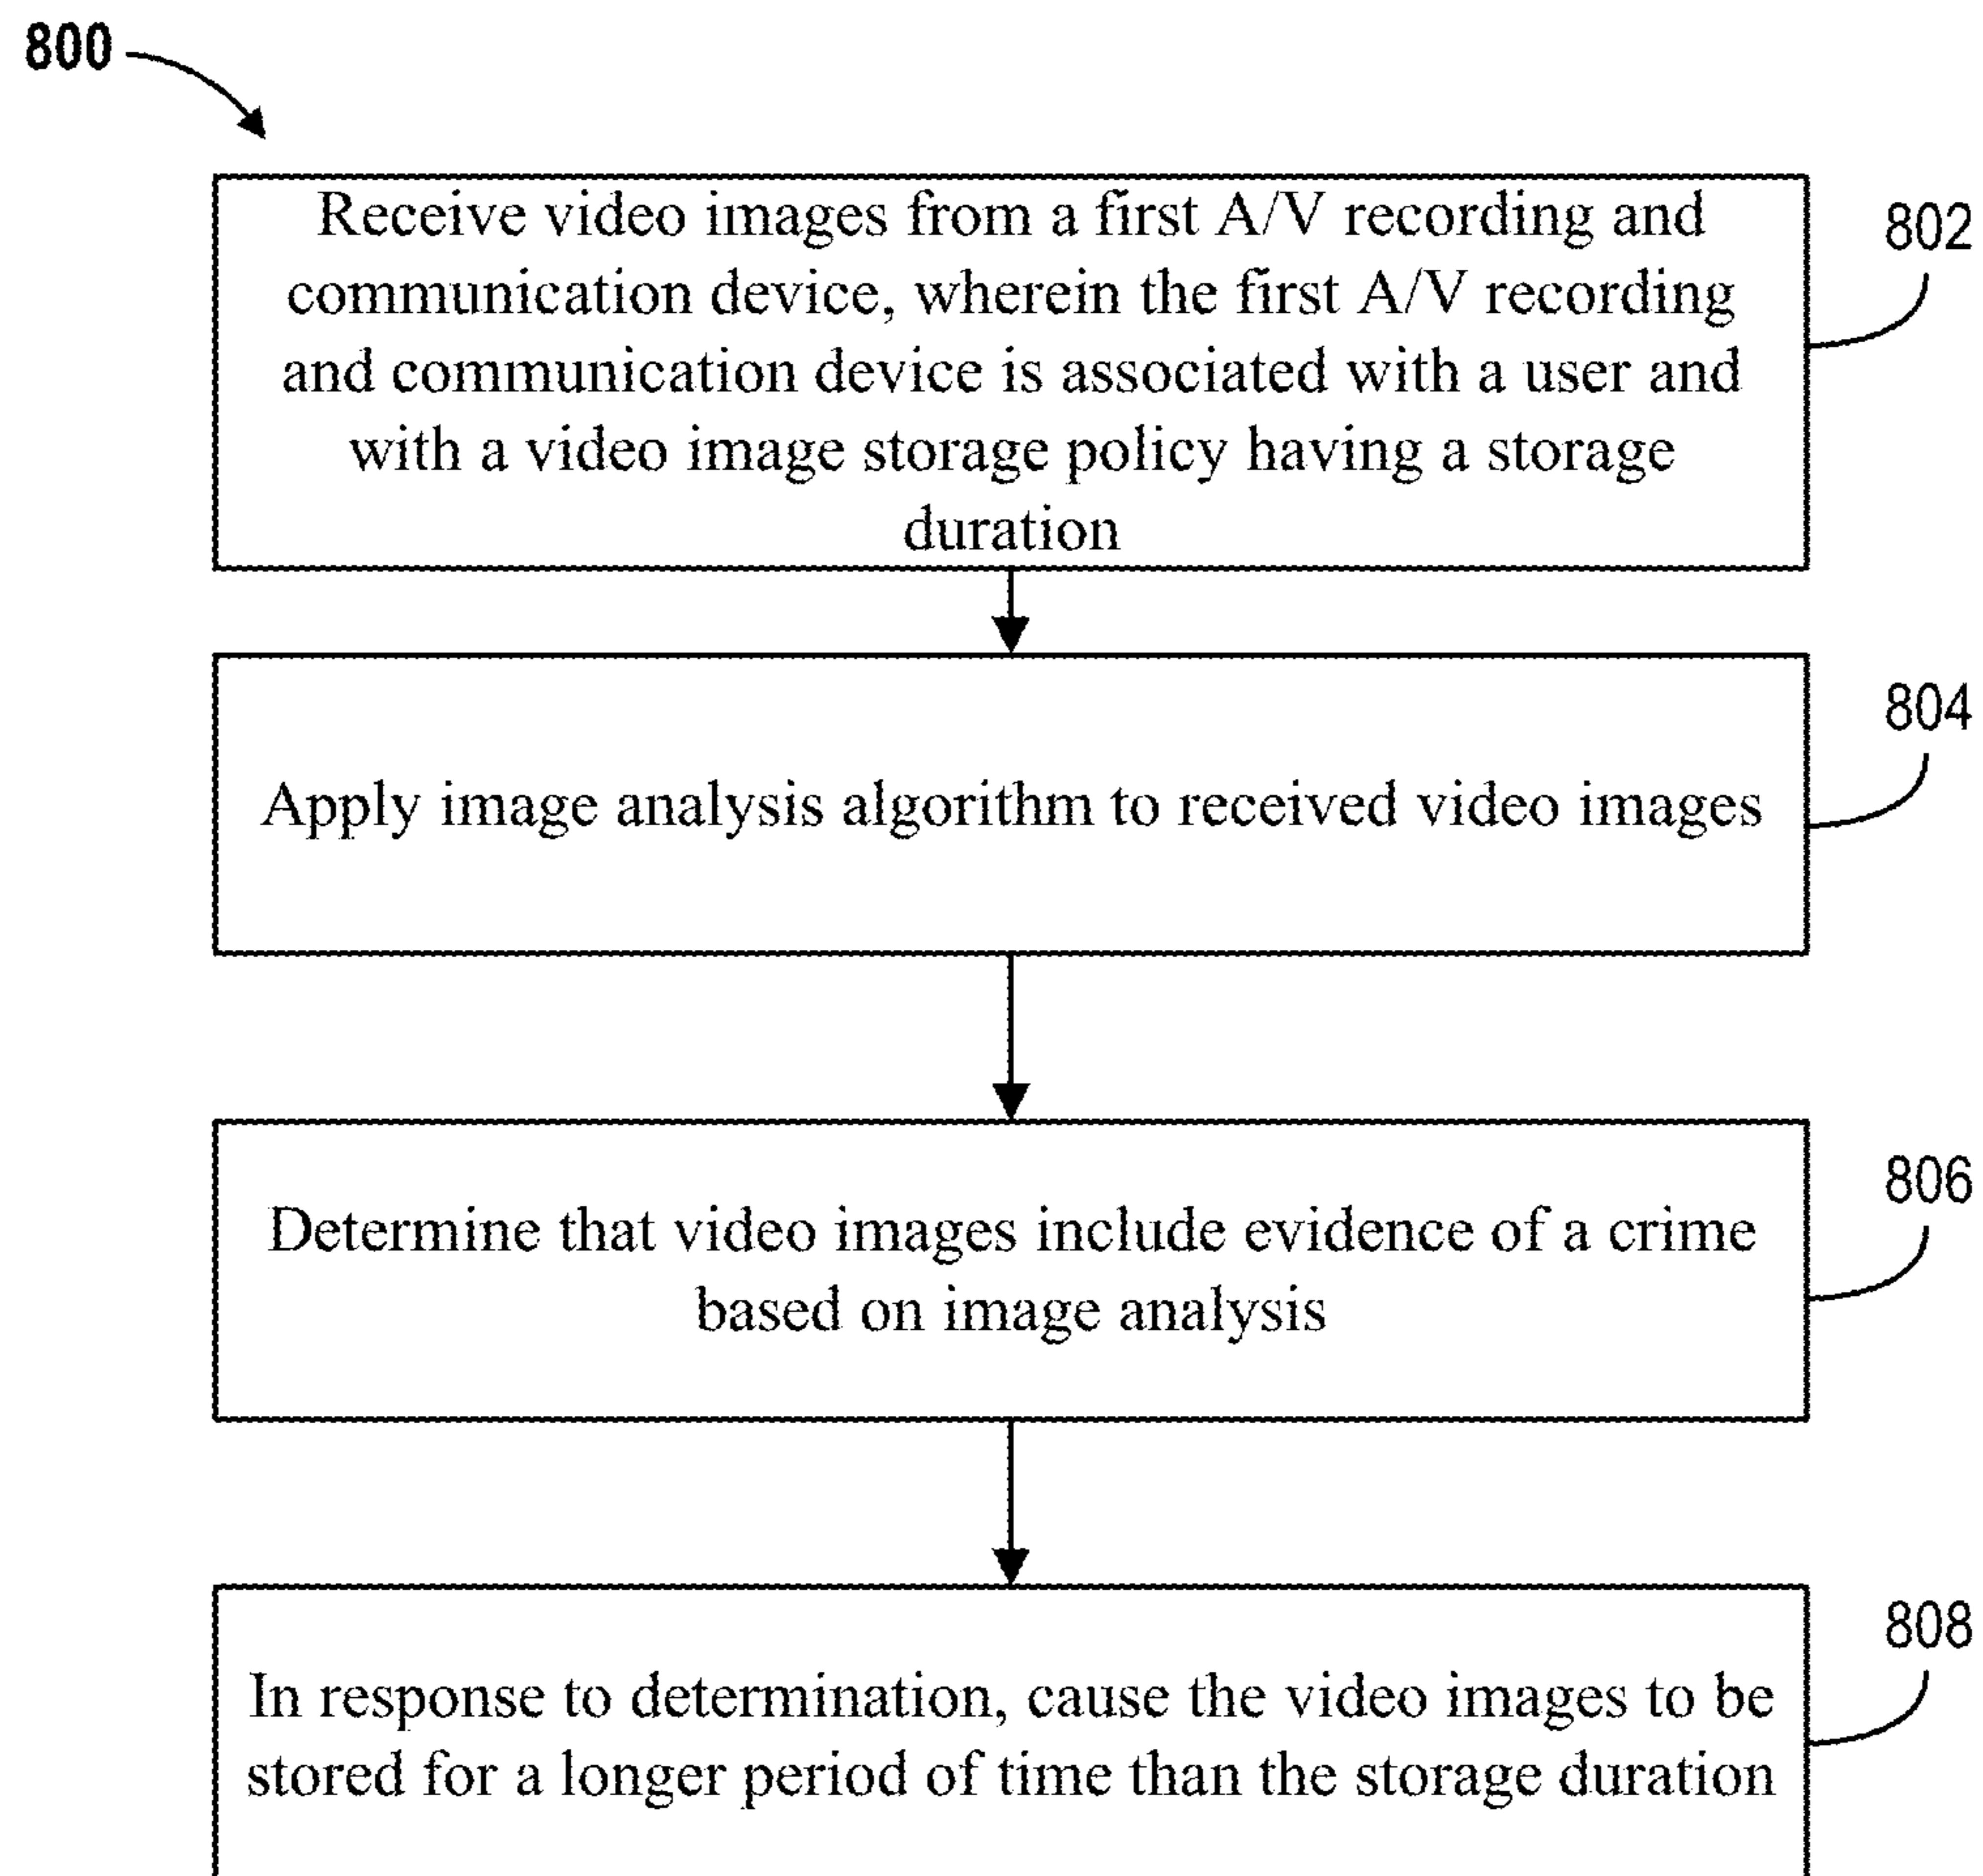 800
Receive video images from a first A/V recording and
communication device, wherein the first A/V recording
and communication device is associated with a user and
with a video image storage policy having a storage
duration
802
Apply image analysis algorithm to received video images
804
Determine that video images include evidence of a crime
based on image analysis
806
In response to determination, cause the video images to be
stored for a longer period of time than the storage duration
808